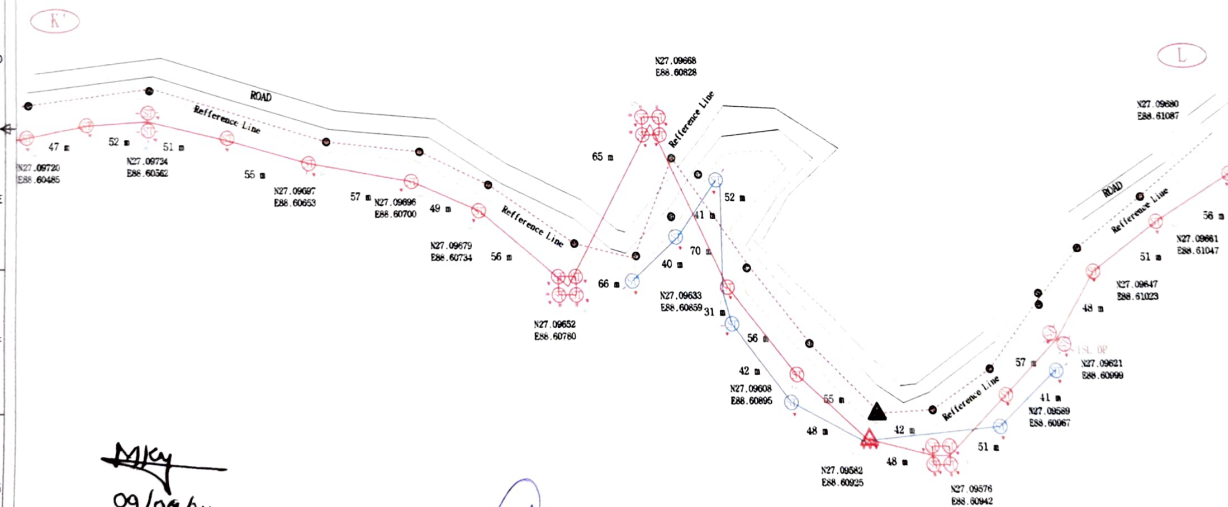 K'
L
N27.09668
E88.60828
ROAD
Refference Line
Refference Line
N27.09680
E88.61087
47 m
52 m
51 m
55 m
57 m
49 m
56 m
65 m
66 m
N27.09720
E88.60485
N27.09734
E88.60562
N27.09697
E88.60653
N27.09696
E88.60700
N27.09679
E88.60734
Refference Line
N27.09652
E88.60780
52 m
41 m
70 m
40 m
N27.09633
E88.60859
31 m
56 m
42 m
N27.09608
E88.60895
55 m
48 m
42 m
N27.09582
E88.60925
48 m
51 m
N27.09576
E88.60942
Refference Line
57 m
41 m
N27.09589
E88.60967
N27.09621
E88.60999
48 m
N27.09647
E88.61023
51 m
N27.09661
E88.61047
56 m
ROAD
Refference Line